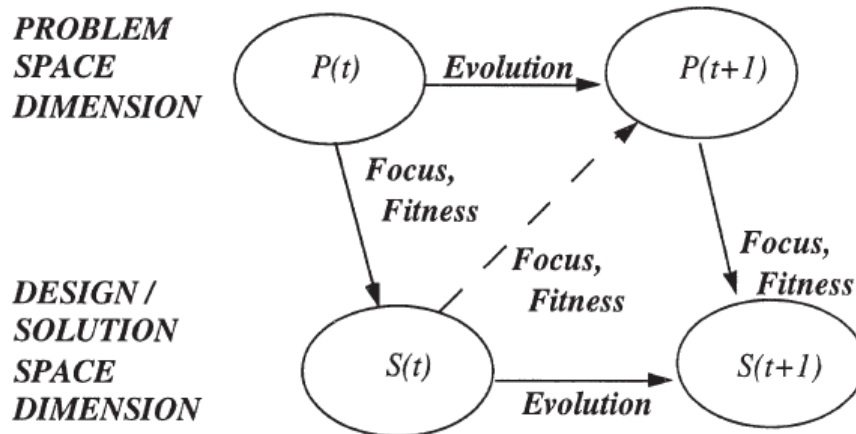 PROBLEM
SPACE
DIMENSION
P(t)
Evolution
P(t+1)
Focus,
Fitness
Focus,
Fitness
Focus,
Fitness
DESIGN /
SOLUTION
SPACE
DIMENSION
S(t)
Evolution
S(t+1)